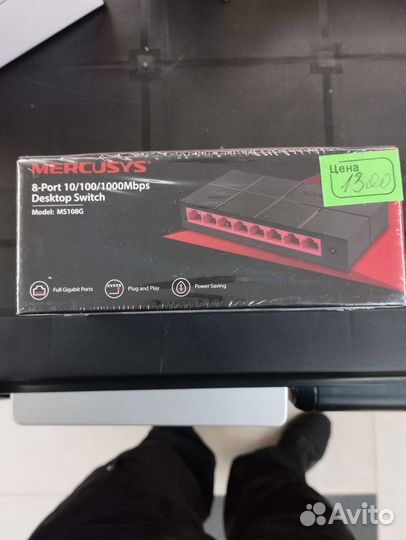 MERCUSYS
8-Port 10/100/1000Mbps
Desktop Switch
Model: MS108G
Цена
1300
Full Gigabit Ports
Plug and Play
Power Saving
Avito